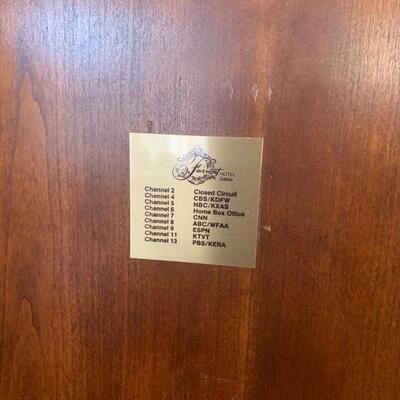 Fairmont
HOTEL
Dallas
Channel 2 Closed Circuit
Channel 4 CBS/KDFW
Channel 5 NBC/KXAS
Channel 6 Home Box Office
Channel 7 CNN
Channel 8 ABC/WFAA
Channel 9 ESPN
Channel 11 KTVT
Channel 13 PBS/KERA